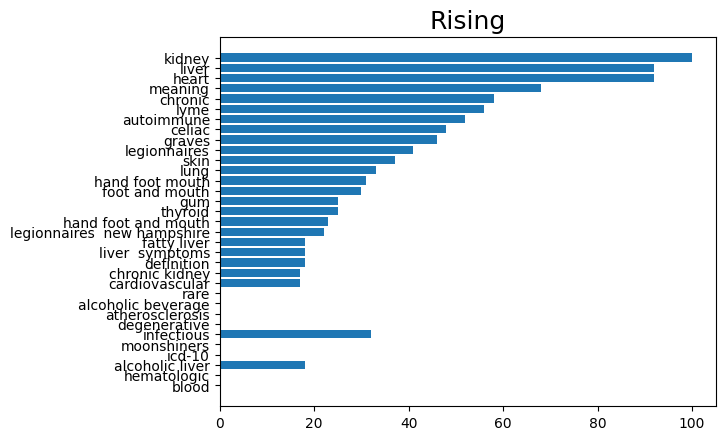 Rising
kidney
liver
heart
meaning
chronic
lyme
autoimmune
celiac
graves
legionnaires
skin
lung
hand foot mouth
foot and mouth
gum
thyroid
hand foot and mouth
legionnaires  new hampshire
fatty liver
liver  symptoms
definition
chronic kidney
cardiovascular
rare
alcoholic beverage
atherosclerosis
degenerative
infectious
moonshiners
icd-10
alcoholic liver
hematologic
blood
0 20 40 60 80 100